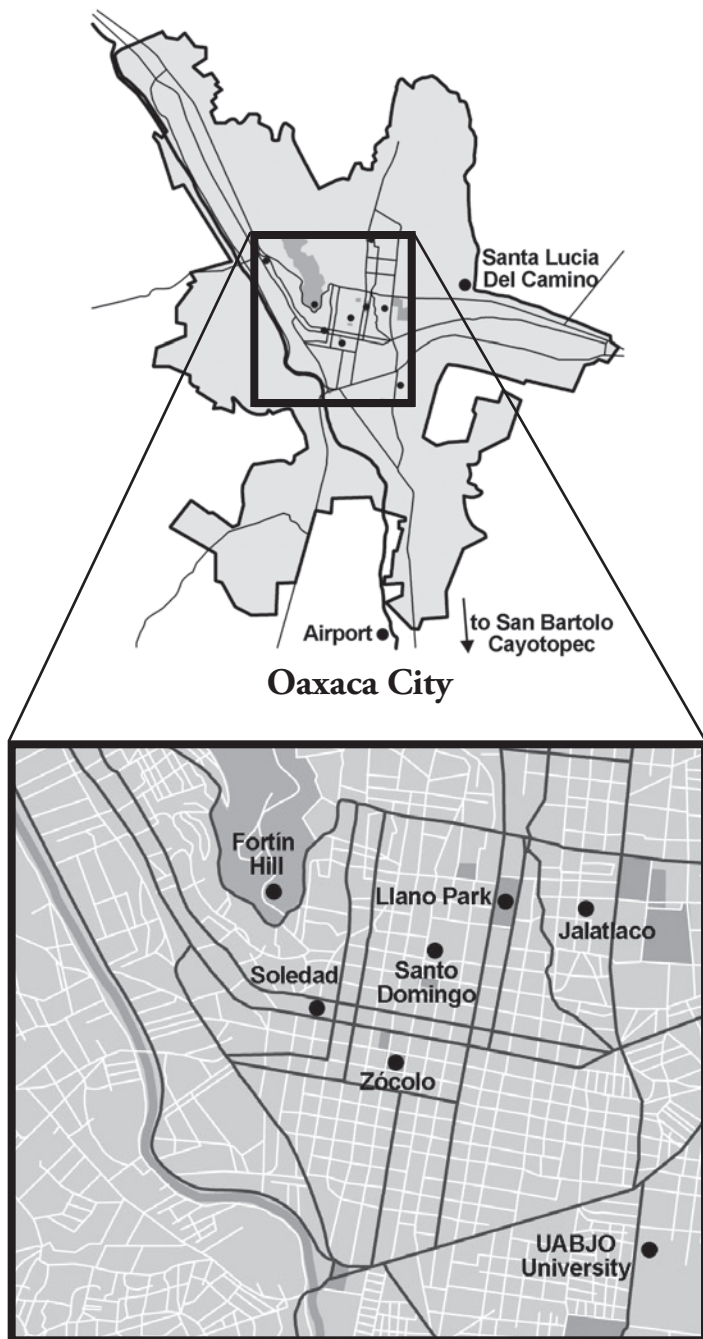 Santa Lucia
Del Camino
Airport
to San Bartolo
Cayotopec
Oaxaca City
Fortín
Hill
Llano Park
Jalatlaco
Soledad
Santo
Domingo
Zócolo
UABJO
University